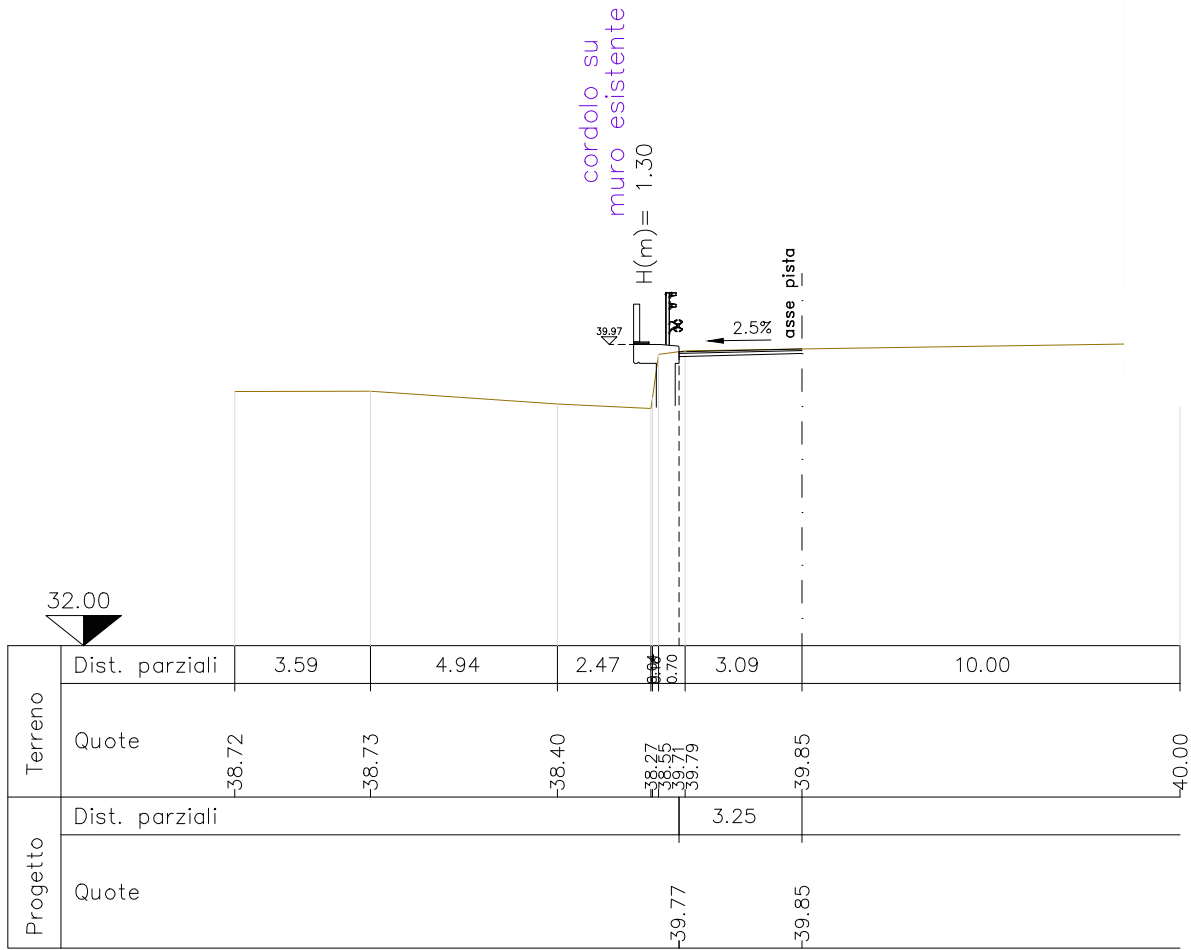 cordolo su
muro esistente
H(m)= 1.30
asse pista
39.97
2.5%
32.00
Terreno
Dist. parziali
3.59
4.94
2.47
0.70
3.09
10.00
Quote
38.72
38.73
38.40
38.27
38.55
39.71
39.79
39.85
40.00
Progetto
Dist. parziali
3.25
Quote
39.77
39.85